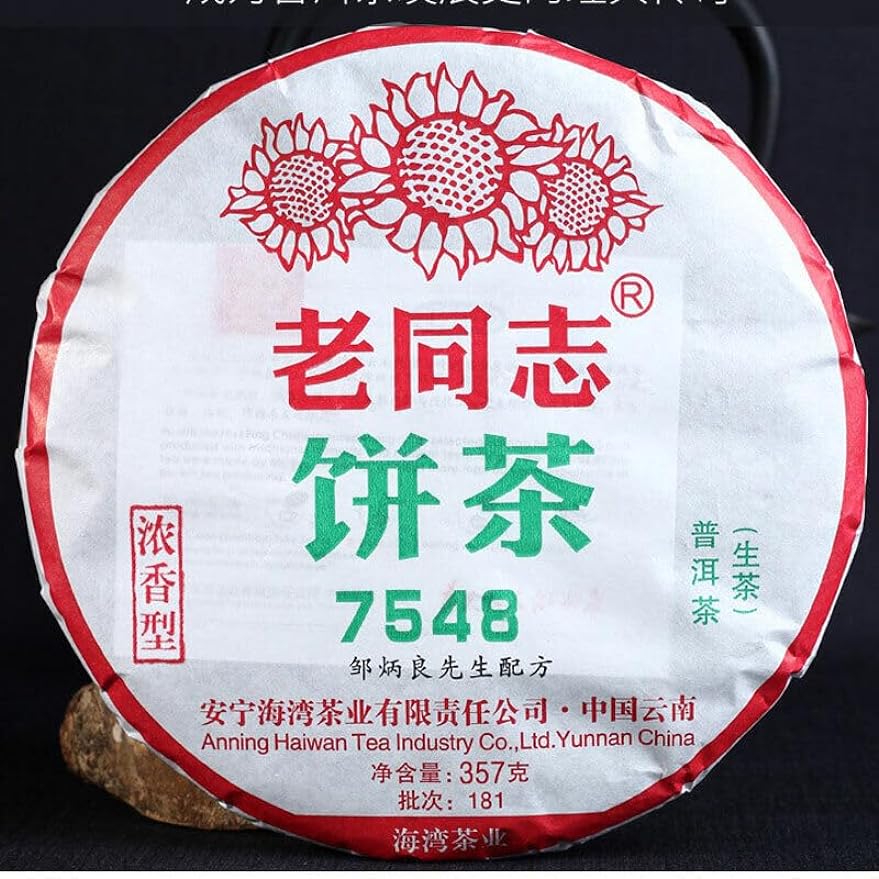 ®
老同志
饼茶
浓香型
普洱茶
(生茶)
7548
邹炳良先生配方
安宁海湾茶业有限责任公司·中国云南
Anning Haiwan Tea Industry Co.,Ltd.Yunnan China
净含量: 357克
批次: 181
海湾茶业